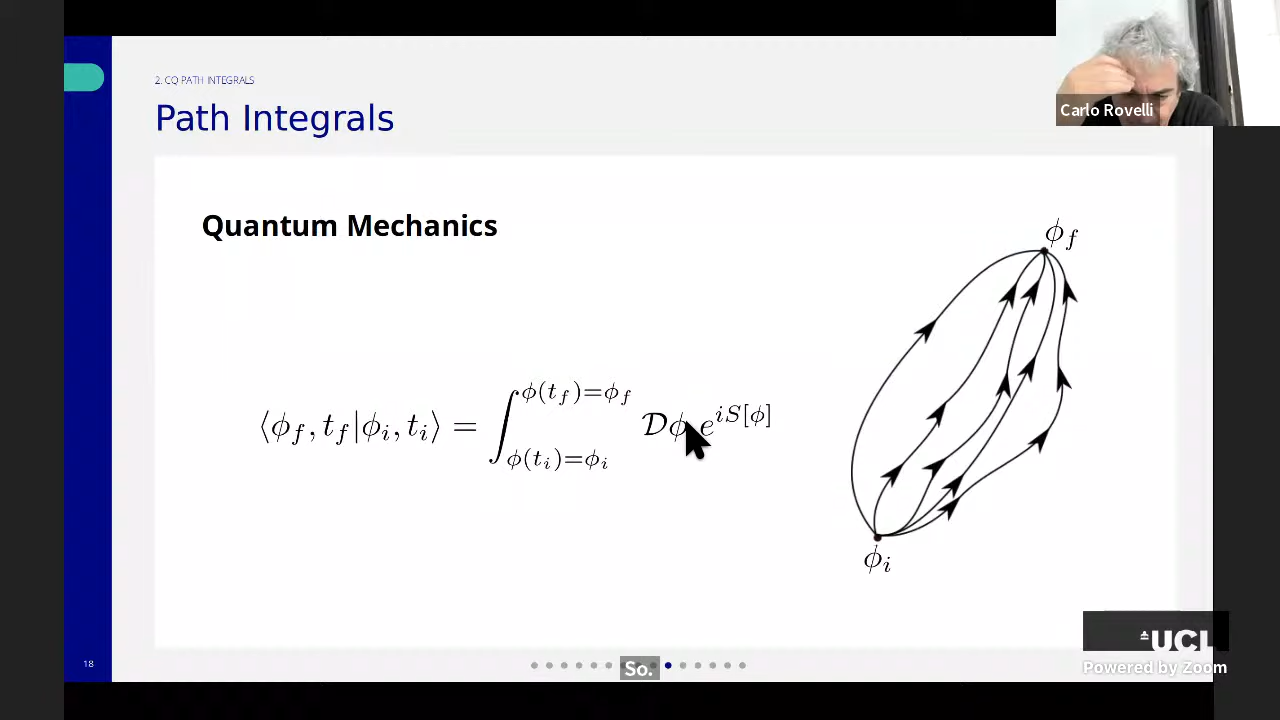 2. CQ PATH INTEGRALS
Path Integrals
Carlo Rovelli
Quantum Mechanics
⟨ϕ_f, t_f|ϕ_i, t_i⟩ = ∫_{ϕ(t_i)=ϕ_i}^{ϕ(t_f)=ϕ_f} 𝒟ϕ e^{iS[ϕ]}
ϕ_f
ϕ_i
UCL
Powered by Zoom
18
So.